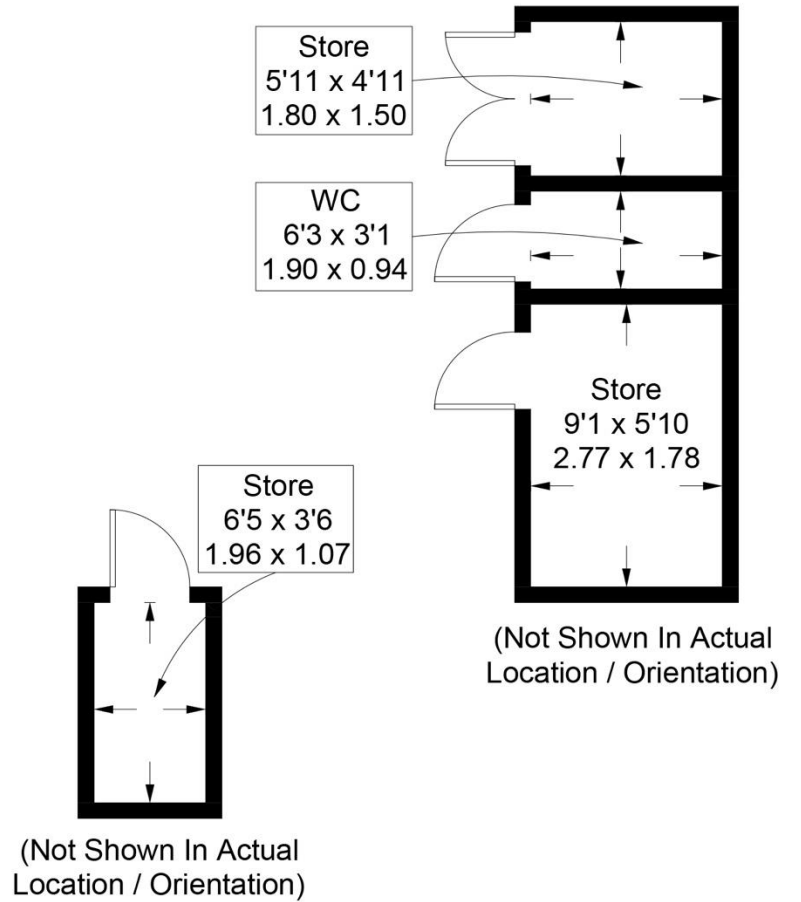 Store
5'11 x 4'11
1.80 x 1.50
WC
6'3 x 3'1
1.90 x 0.94
Store
9'1 x 5'10
2.77 x 1.78
(Not Shown In Actual
Location / Orientation)
Store
6'5 x 3'6
1.96 x 1.07
(Not Shown In Actual
Location / Orientation)